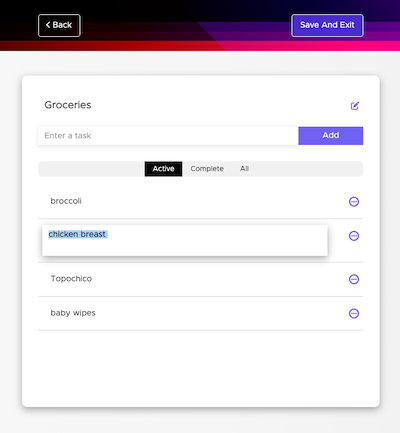 Back
Save And Exit
Groceries
Enter a task
Add
Active
Complete
All
broccoli
chicken breast
Topochico
baby wipes